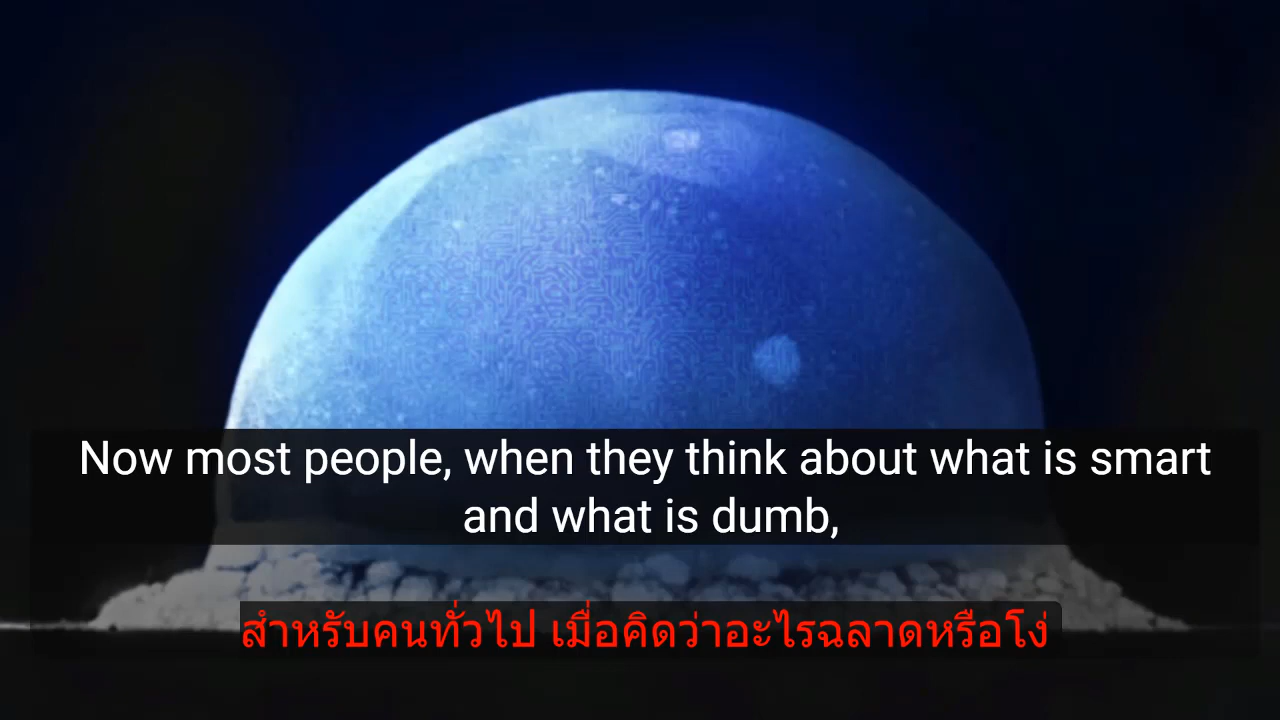 Now most people, when they think about what is smart
and what is dumb,
สำหรับคนทั่วไป เมื่อคิดว่าอะไรฉลาดหรือโง่